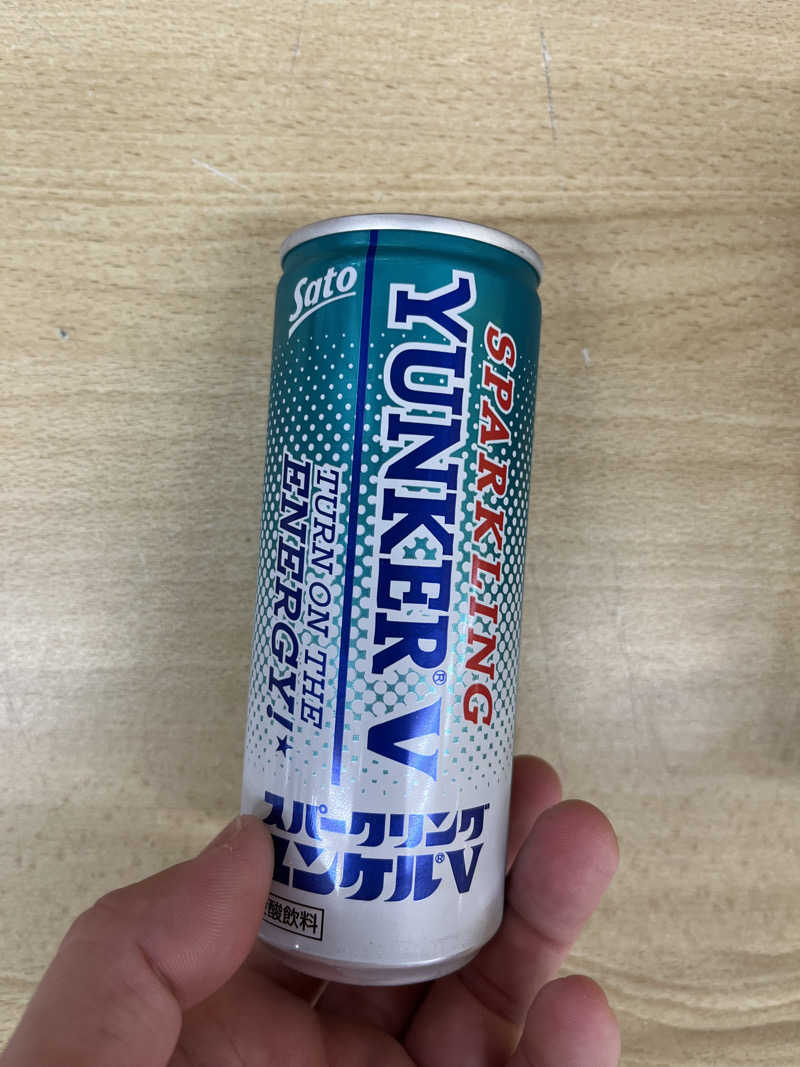 Sato
SPARKLING
YUNKER® V
TURN ON THE
ENERGY!★
スパークリング
ユンケル®V
酸飲料